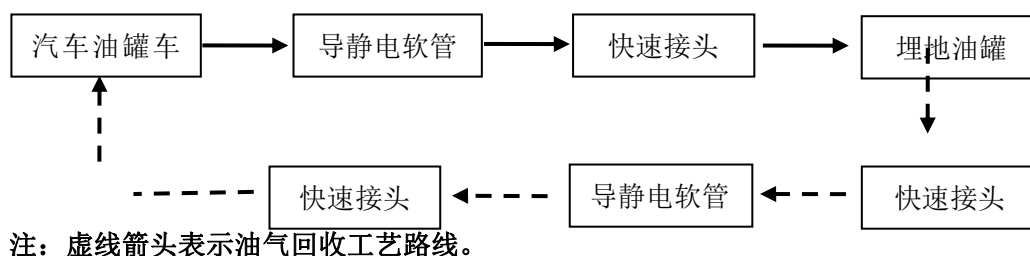 汽车油罐车 导静电软管 快速接头 埋地油罐
快速接头 导静电软管 快速接头
注：虚线箭头表示油气回收工艺路线。